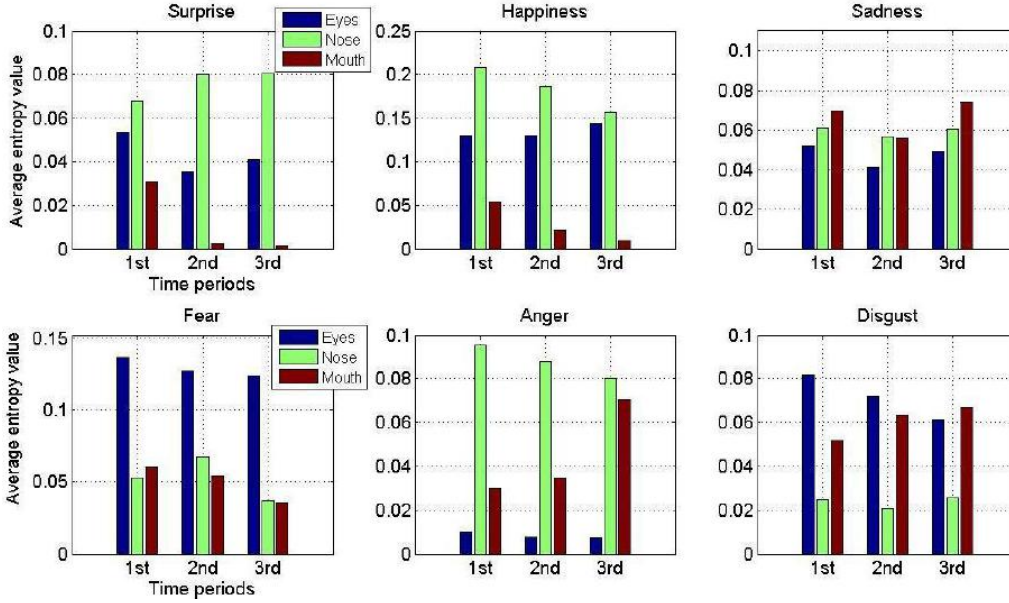 Surprise
Happiness
Sadness
Eyes
Nose
Mouth
Eyes
Nose
Mouth
Average entropy value
0.1
0.08
0.06
0.04
0.02
0
1st 2nd 3rd
Time periods
0.25
0.2
0.15
0.1
0.05
0
1st 2nd 3rd
0.1
0.08
0.06
0.04
0.02
0
1st 2nd 3rd
Fear
Anger
Disgust
Average entropy value
0.15
0.1
0.05
0
1st 2nd 3rd
Time periods
0.1
0.08
0.06
0.04
0.02
0
1st 2nd 3rd
0.1
0.08
0.06
0.04
0.02
0
1st 2nd 3rd